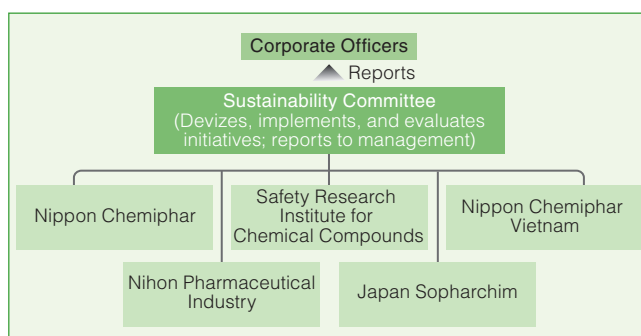 Corporate Officers
Reports
Sustainability Committee
(Devizes, implements, and evaluates
initiatives; reports to management)
Nippon Chemiphar
Safety Research
Institute for
Chemical Compounds
Nippon Chemiphar
Vietnam
Nihon Pharmaceutical
Industry
Japan Sopharchim